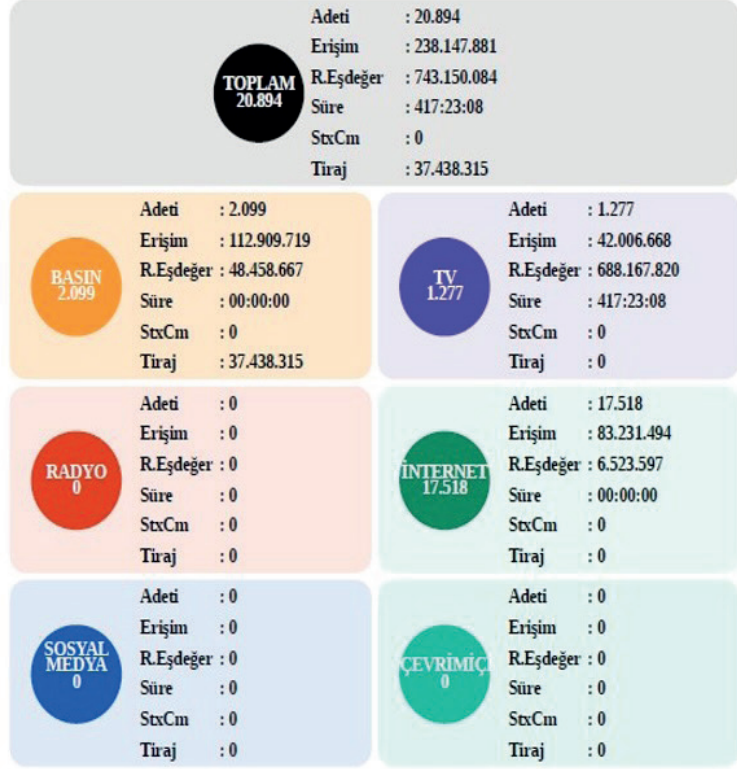 TOPLAM
20.894
Adeti : 20.894
Erişim : 238.147.881
R.Eşdeğer : 743.150.084
Süre : 417:23:08
StxCm : 0
Tiraj : 37.438.315
BASIN
2.099
Adeti : 2.099
Erişim : 112.909.719
R.Eşdeğer : 48.458.667
Süre : 00:00:00
StxCm : 0
Tiraj : 37.438.315
TV
1.277
Adeti : 1.277
Erişim : 42.006.668
R.Eşdeğer : 688.167.820
Süre : 417:23:08
StxCm : 0
Tiraj : 0
RADYO
0
Adeti : 0
Erişim : 0
R.Eşdeğer : 0
Süre : 0
StxCm : 0
Tiraj : 0
İNTERNET
17.518
Adeti : 17.518
Erişim : 83.231.494
R.Eşdeğer : 6.523.597
Süre : 00:00:00
StxCm : 0
Tiraj : 0
SOSYAL
MEDYA
0
Adeti : 0
Erişim : 0
R.Eşdeğer : 0
Süre : 0
StxCm : 0
Tiraj : 0
ÇEVRİMİÇİ
0
Adeti : 0
Erişim : 0
R.Eşdeğer : 0
Süre : 0
StxCm : 0
Tiraj : 0